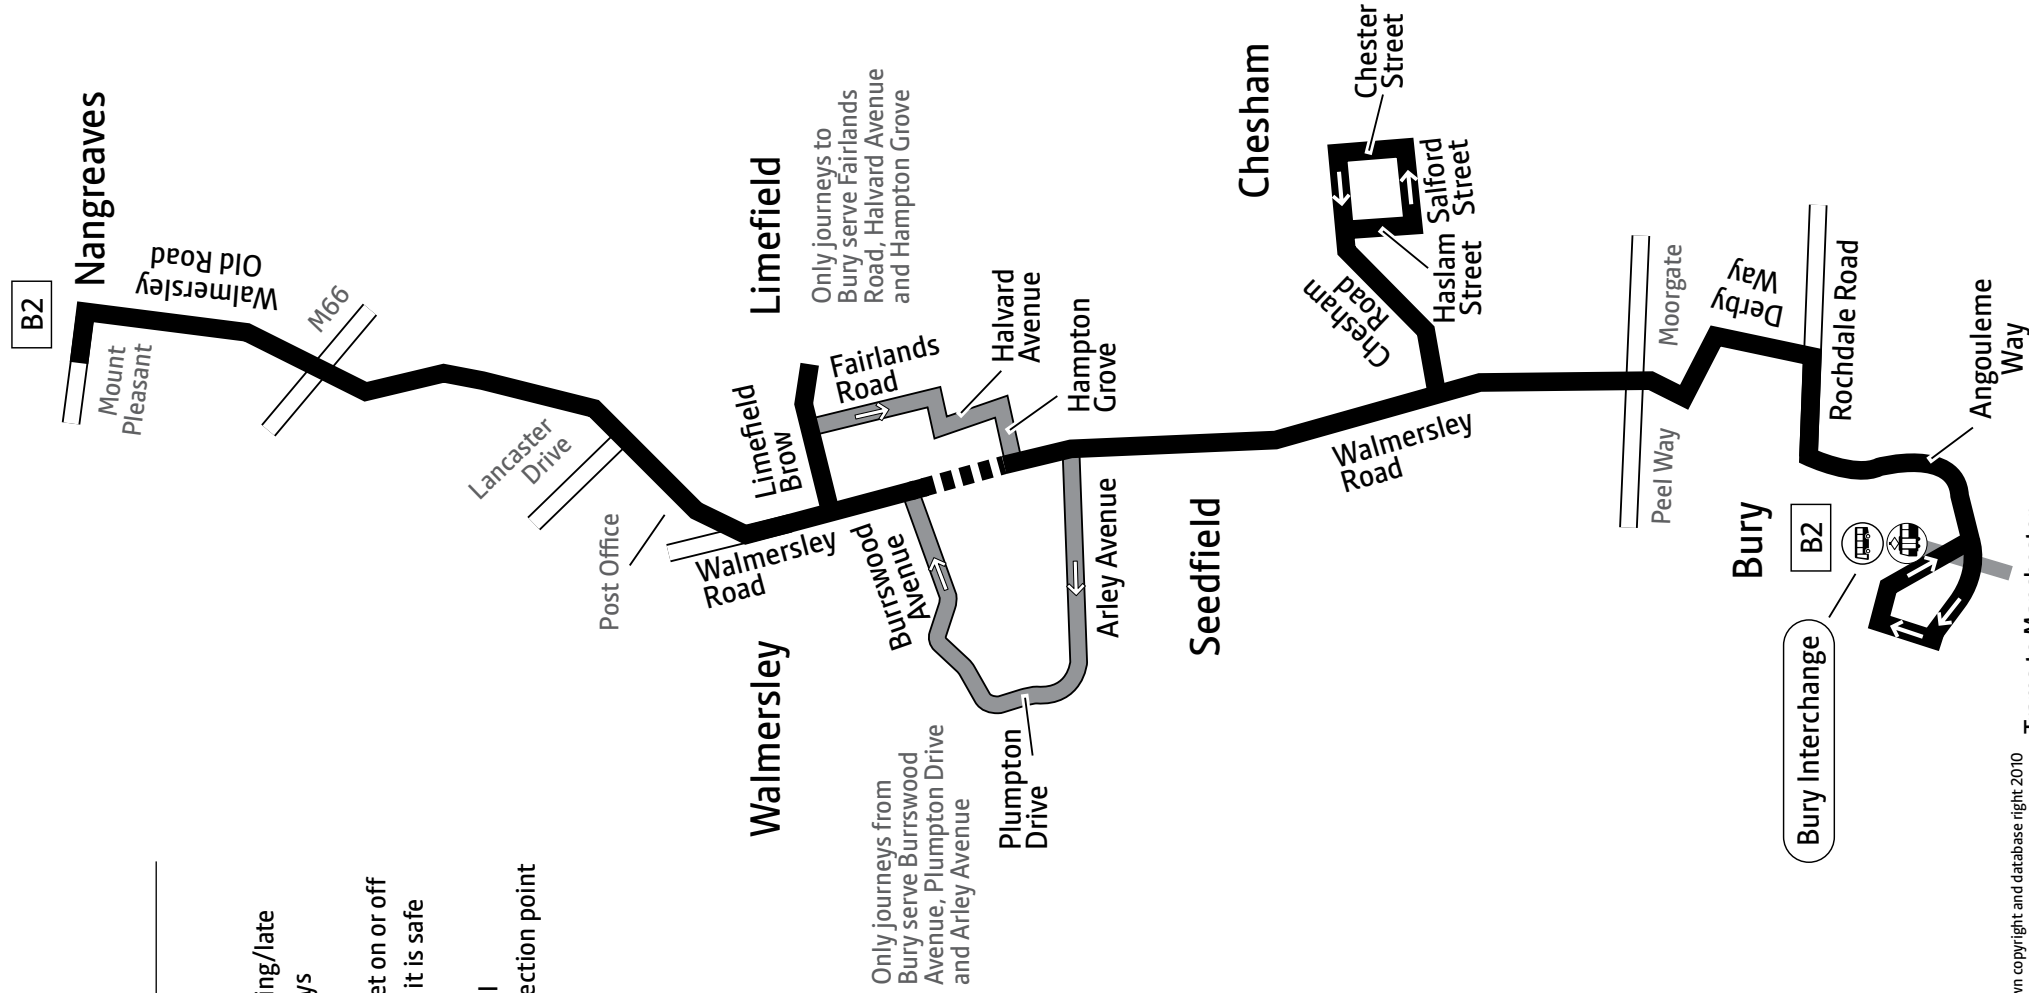 B2
Nangreaves
Mount
Pleasant
Walmersley
Old Road
M66
Lancaster
Drive
Post Office
Walmersley
Road
Limefield
Only journeys to
Bury serve Fairlands
Road, Halvard Avenue
and Hampton Grove
Limefield
Brow
Fairlands
Road
Halvard
Avenue
Hampton
Grove
Walmersley
Burrswood
Avenue
Only journeys from
Bury serve Burrswood
Avenue, Plumpton Drive
and Arley Avenue
Plumpton
Drive
Arley Avenue
Seedfield
Chesham
Chester
Street
Salford
Street
Haslam
Street
Chesham
Road
Walmersley
Road
Moorgate
Peel Way
Derby
Way
Rochdale Road
Angouleme
Way
Bury
B2
Bury Interchange
ing/late
ys
et on or off
it is safe
ection point
wn copyright and database right 2010